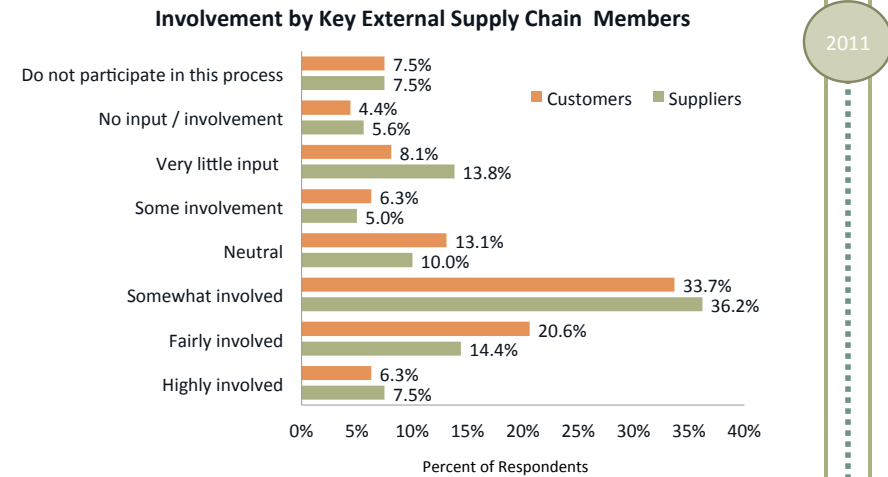 Involvement by Key External Supply Chain  Members
2011
Customers Suppliers
Do not participate in this process 7.5%
7.5%
No input / involvement 4.4%
5.6%
Very little input 8.1%
13.8%
Some involvement 6.3%
5.0%
Neutral 13.1%
10.0%
Somewhat involved 33.7%
36.2%
Fairly involved 20.6%
14.4%
Highly involved 6.3%
7.5%
0% 5% 10% 15% 20% 25% 30% 35% 40%
Percent of Respondents